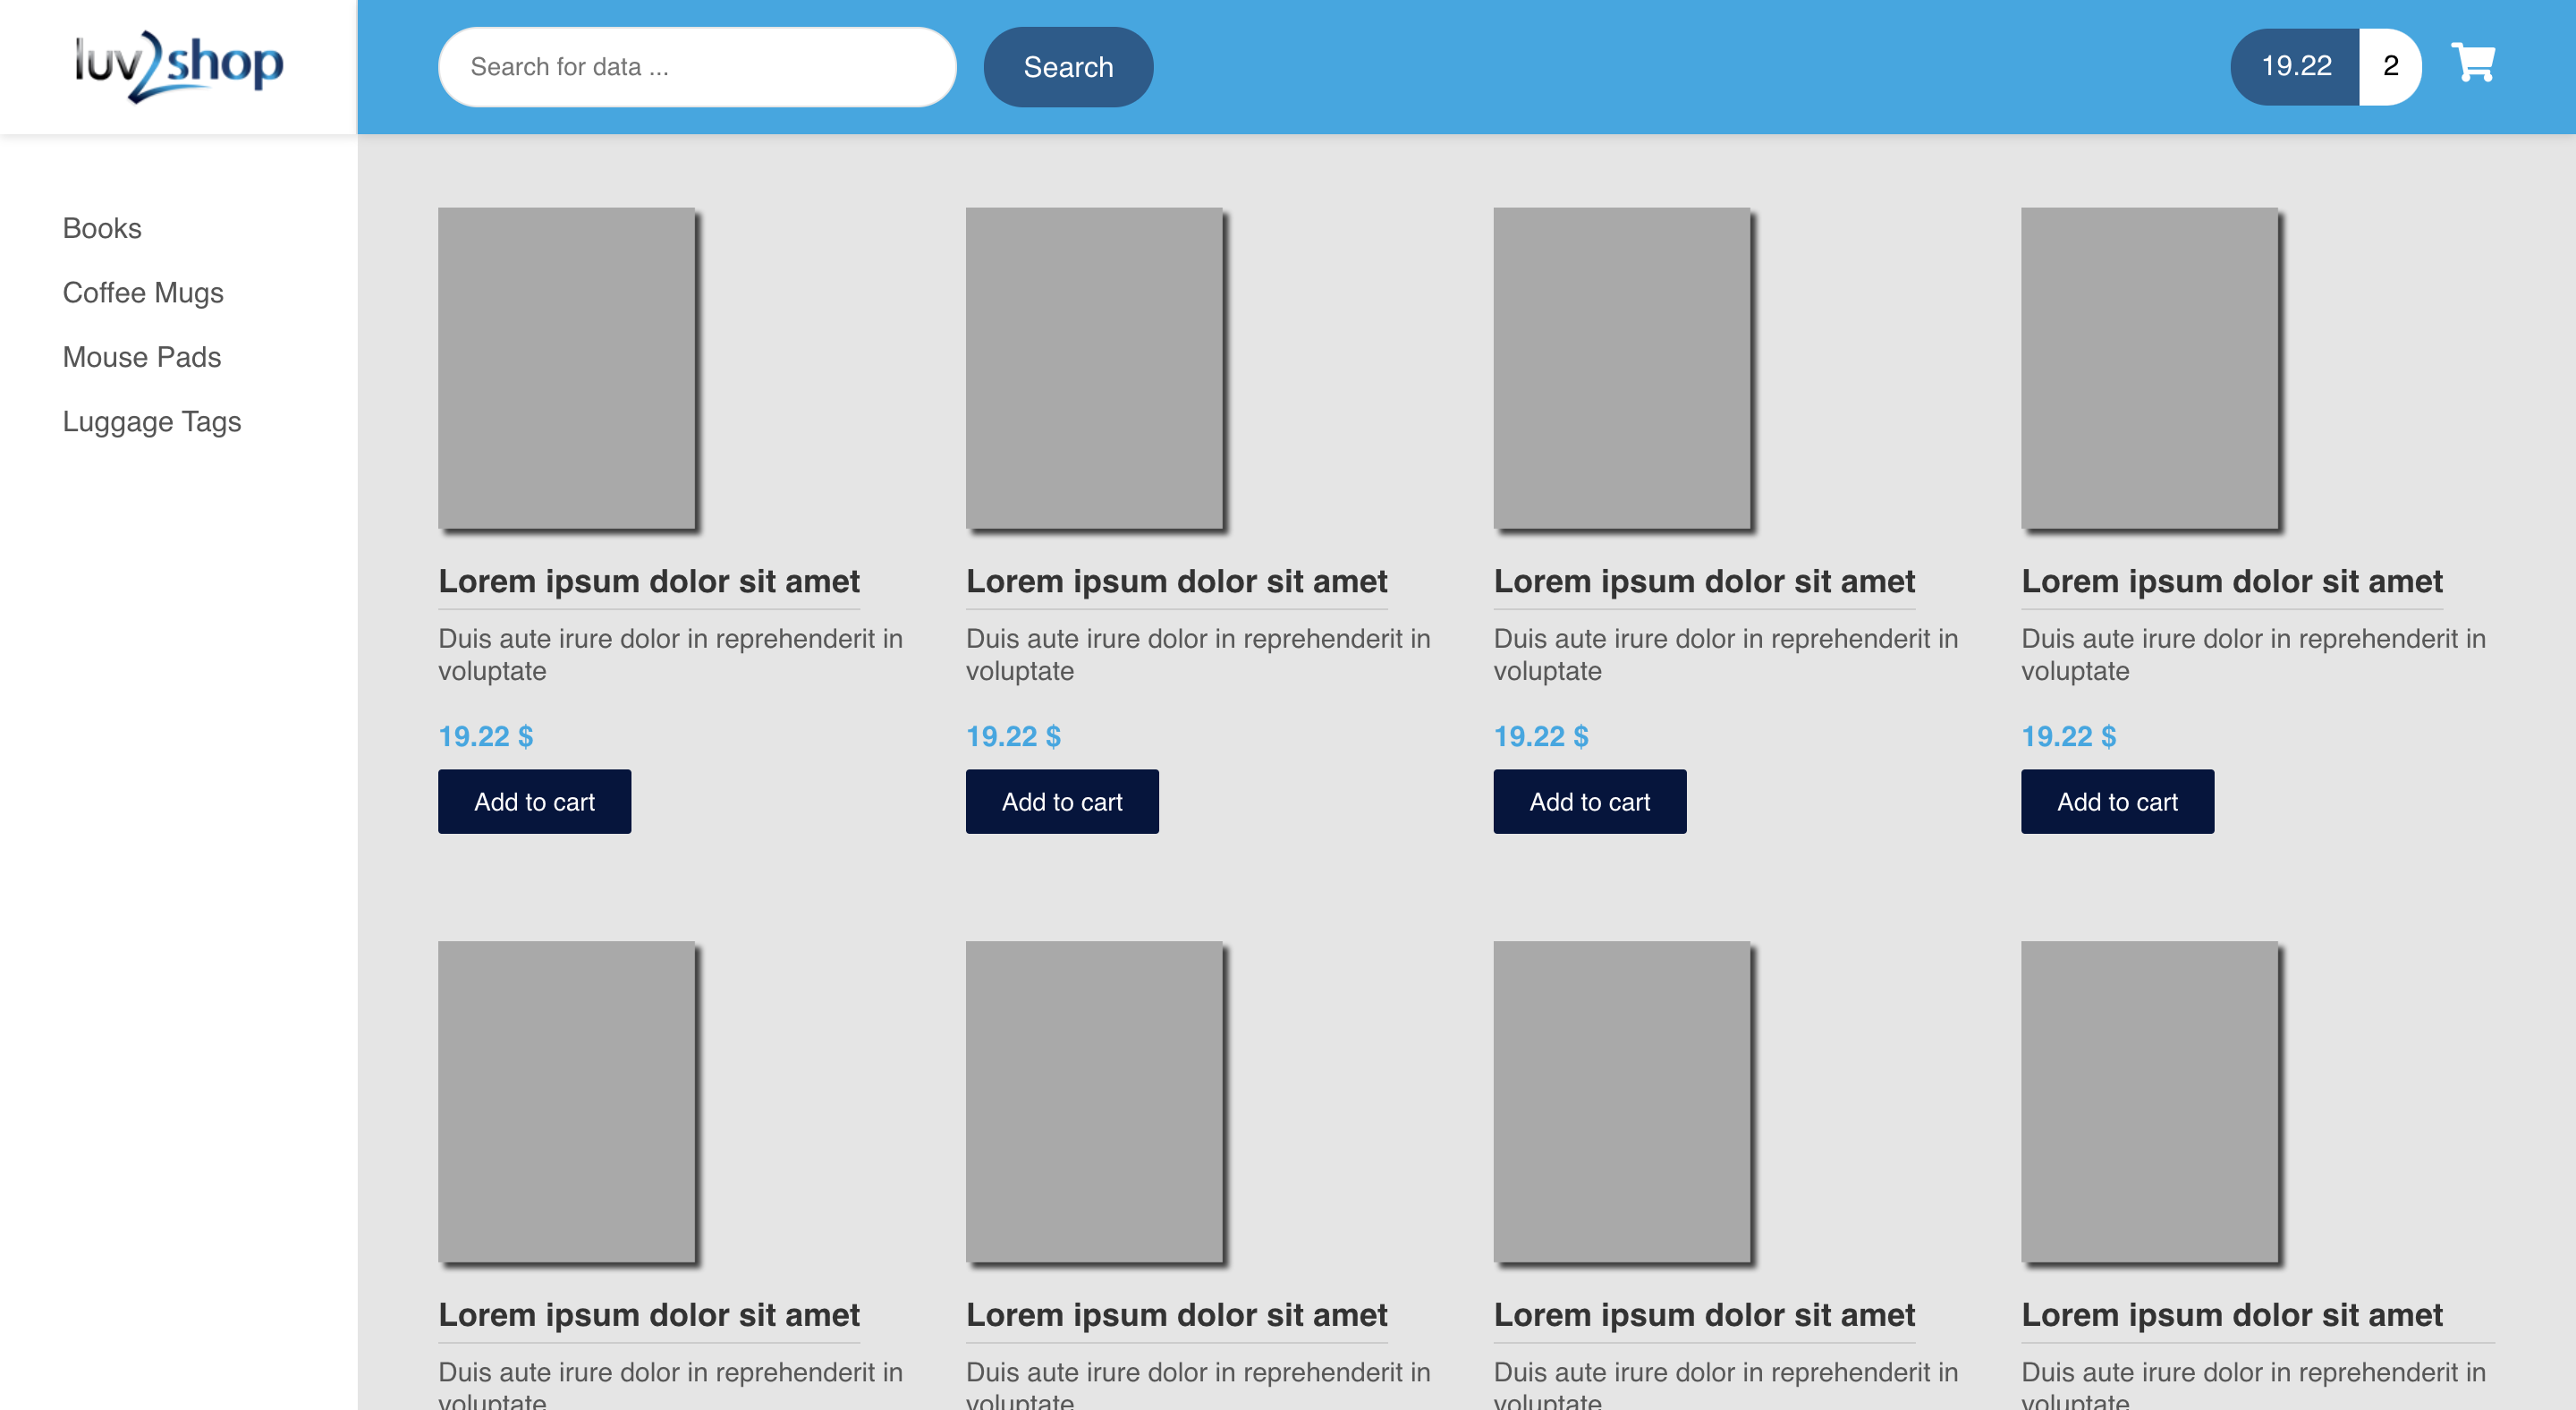 luv2shop
Search for data ...
Search
19.22
2
Books
Coffee Mugs
Mouse Pads
Luggage Tags
Lorem ipsum dolor sit amet
Duis aute irure dolor in reprehenderit in
voluptate
19.22 $
Add to cart
Lorem ipsum dolor sit amet
Duis aute irure dolor in reprehenderit in
voluptate
19.22 $
Add to cart
Lorem ipsum dolor sit amet
Duis aute irure dolor in reprehenderit in
voluptate
19.22 $
Add to cart
Lorem ipsum dolor sit amet
Duis aute irure dolor in reprehenderit in
voluptate
19.22 $
Add to cart
Lorem ipsum dolor sit amet
Duis aute irure dolor in reprehenderit in
voluptate
Lorem ipsum dolor sit amet
Duis aute irure dolor in reprehenderit in
voluptate
Lorem ipsum dolor sit amet
Duis aute irure dolor in reprehenderit in
voluptate
Lorem ipsum dolor sit amet
Duis aute irure dolor in reprehenderit in
voluptate